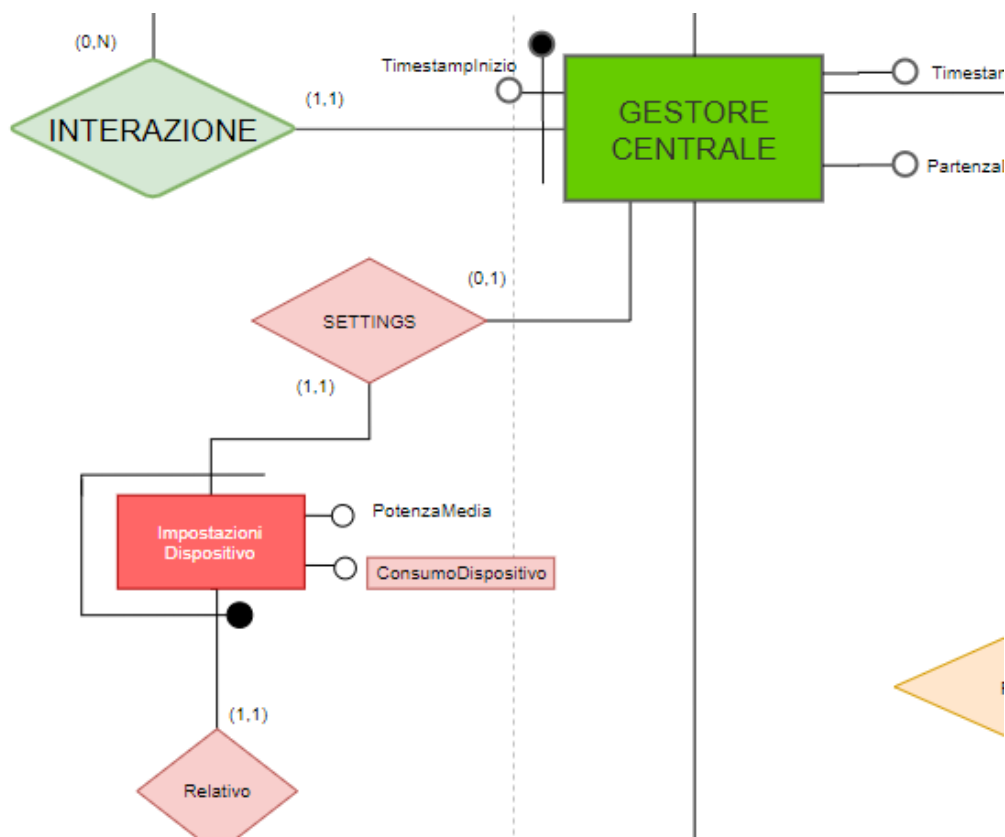 (0,N)
TimestampInizio
INTERAZIONE
(1,1)
GESTORE
CENTRALE
(0,1)
SETTINGS
(1,1)
Impostazioni
Dispositivo
PotenzaMedia
ConsumoDispositivo
(1,1)
Relativo